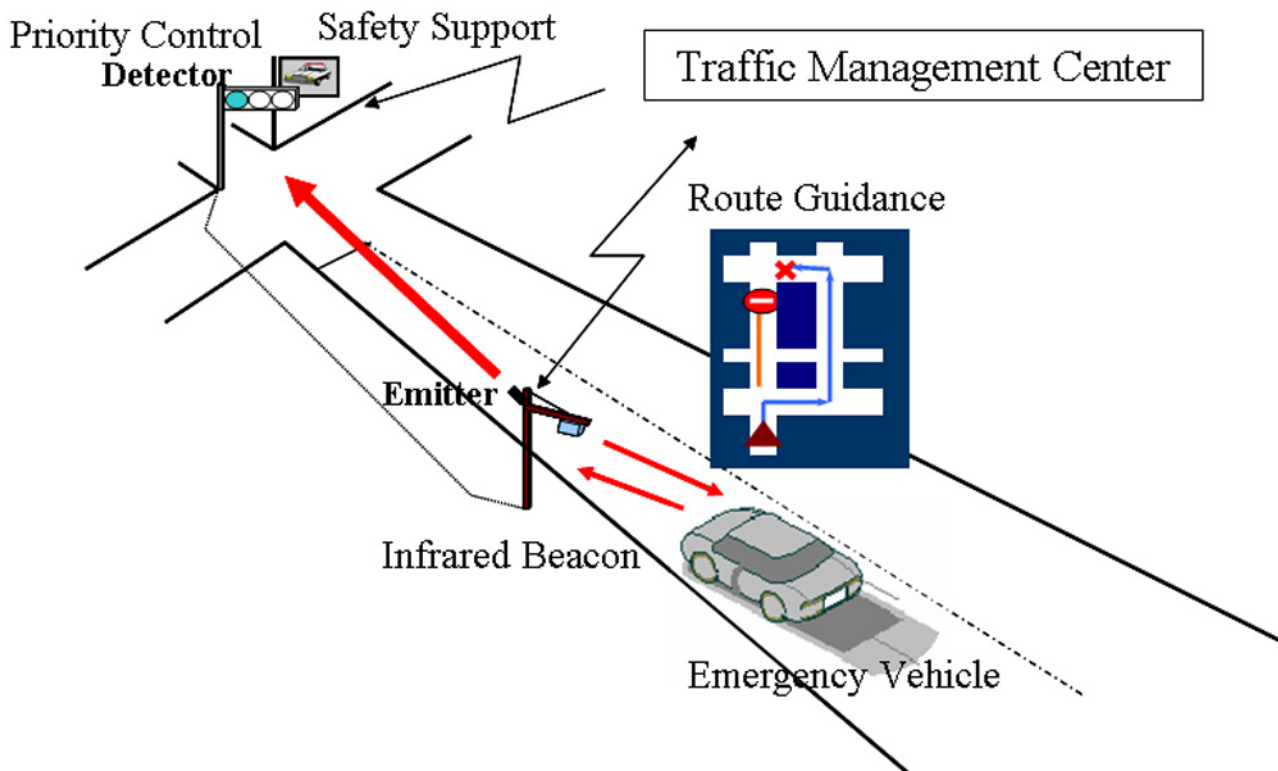 Safety Support
Priority Control
Detector
Traffic Management Center
Route Guidance
Emitter
Infrared Beacon
Emergency Vehicle